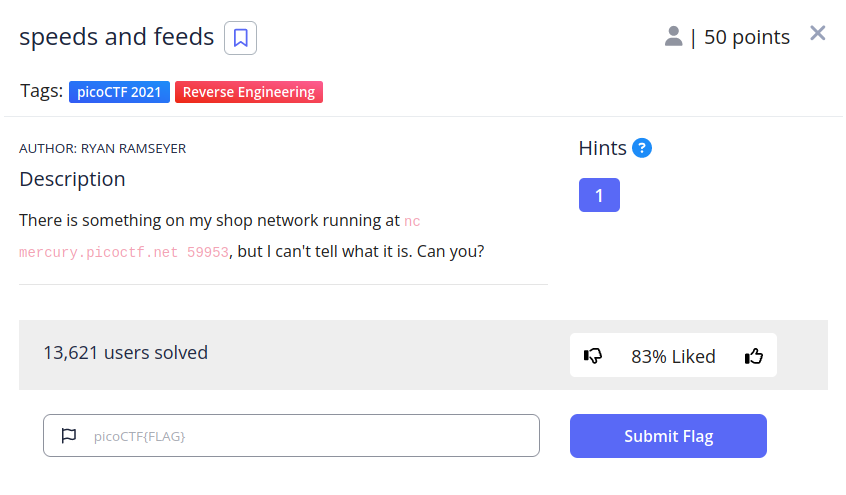 speeds and feeds
| 50 points
Tags: picoCTF 2021 Reverse Engineering
AUTHOR: RYAN RAMSEYER
Hints ?
Description
1
There is something on my shop network running at nc
mercury.picoctf.net 59953, but I can't tell what it is. Can you?
13,621 users solved
83% Liked
picoCTF{FLAG}
Submit Flag